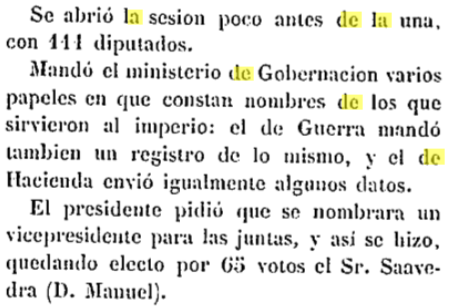 Se abrió la sesion poco antes de la una,
con 111 diputados.
Mandó el ministerio de Gobernacion varios
papeles en que constan nombres de los que
sirvieron al imperio: el de Guerra mandó
tambien un registro de lo mismo, y el de
Hacienda envió igualmente algunos datos.
El presidente pidió que se nombrara un
vicepresidente para las juntas, y así se hizo,
quedando electo por 65 votos el Sr. Saave-
dra (D. Manuel).